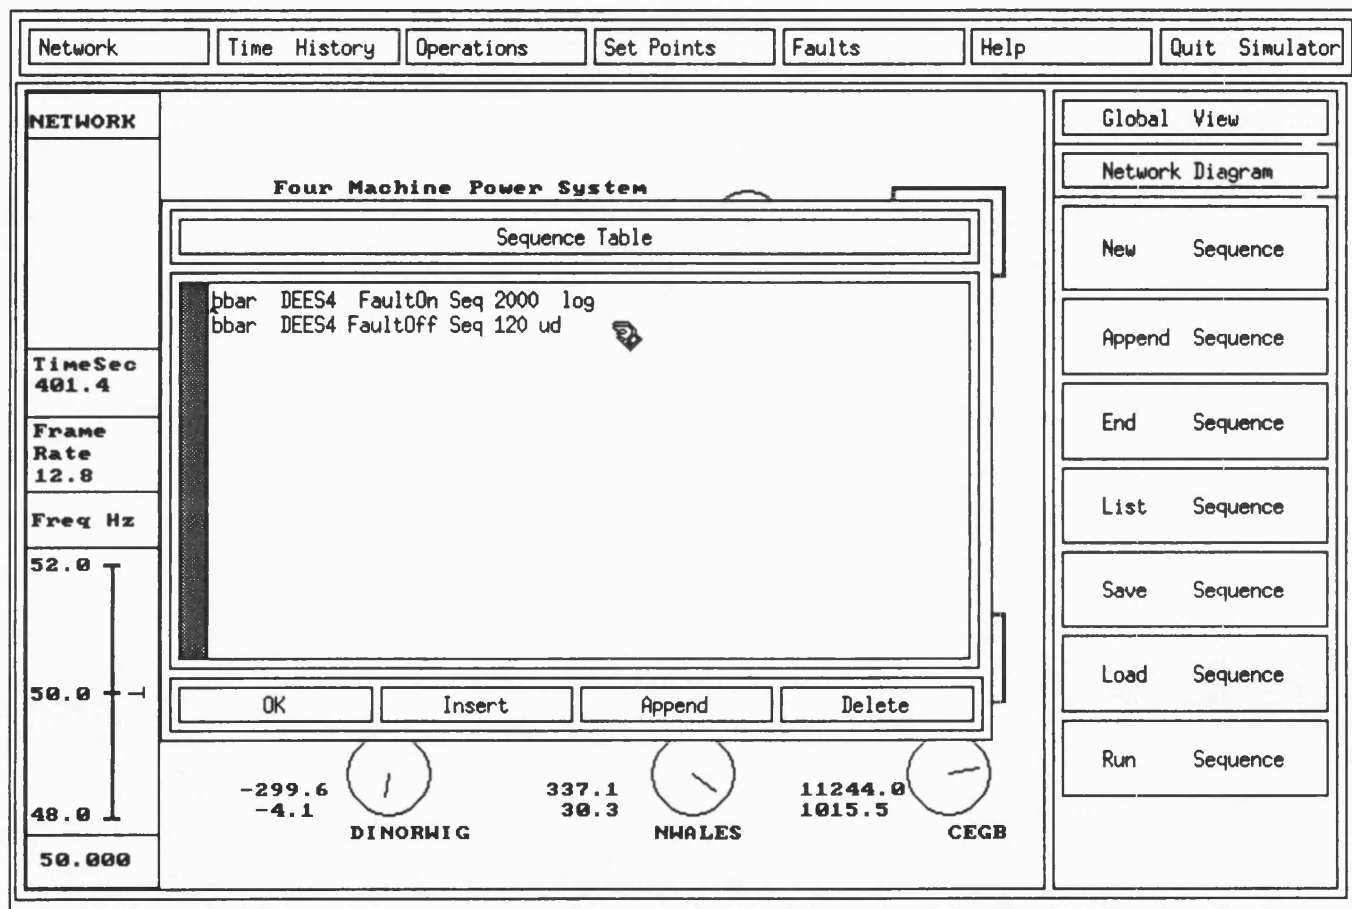 Network Time History Operations Set Points Faults Help Quit Simulator
NETWORK
Four Machine Power System
Sequence Table
bbar DEES4 FaultOn Seq 2000 log
bbar DEES4 FaultOff Seq 120 ud
OK Insert Append Delete
TimeSec
401.4
Frame
Rate
12.8
Freq Hz
52.0
50.0
48.0
50.000
-299.6
-4.1
DINORWIG
337.1
30.3
NWALES
11244.0
1015.5
CEGB
Global View
Network Diagram
New Sequence
Append Sequence
End Sequence
List Sequence
Save Sequence
Load Sequence
Run Sequence